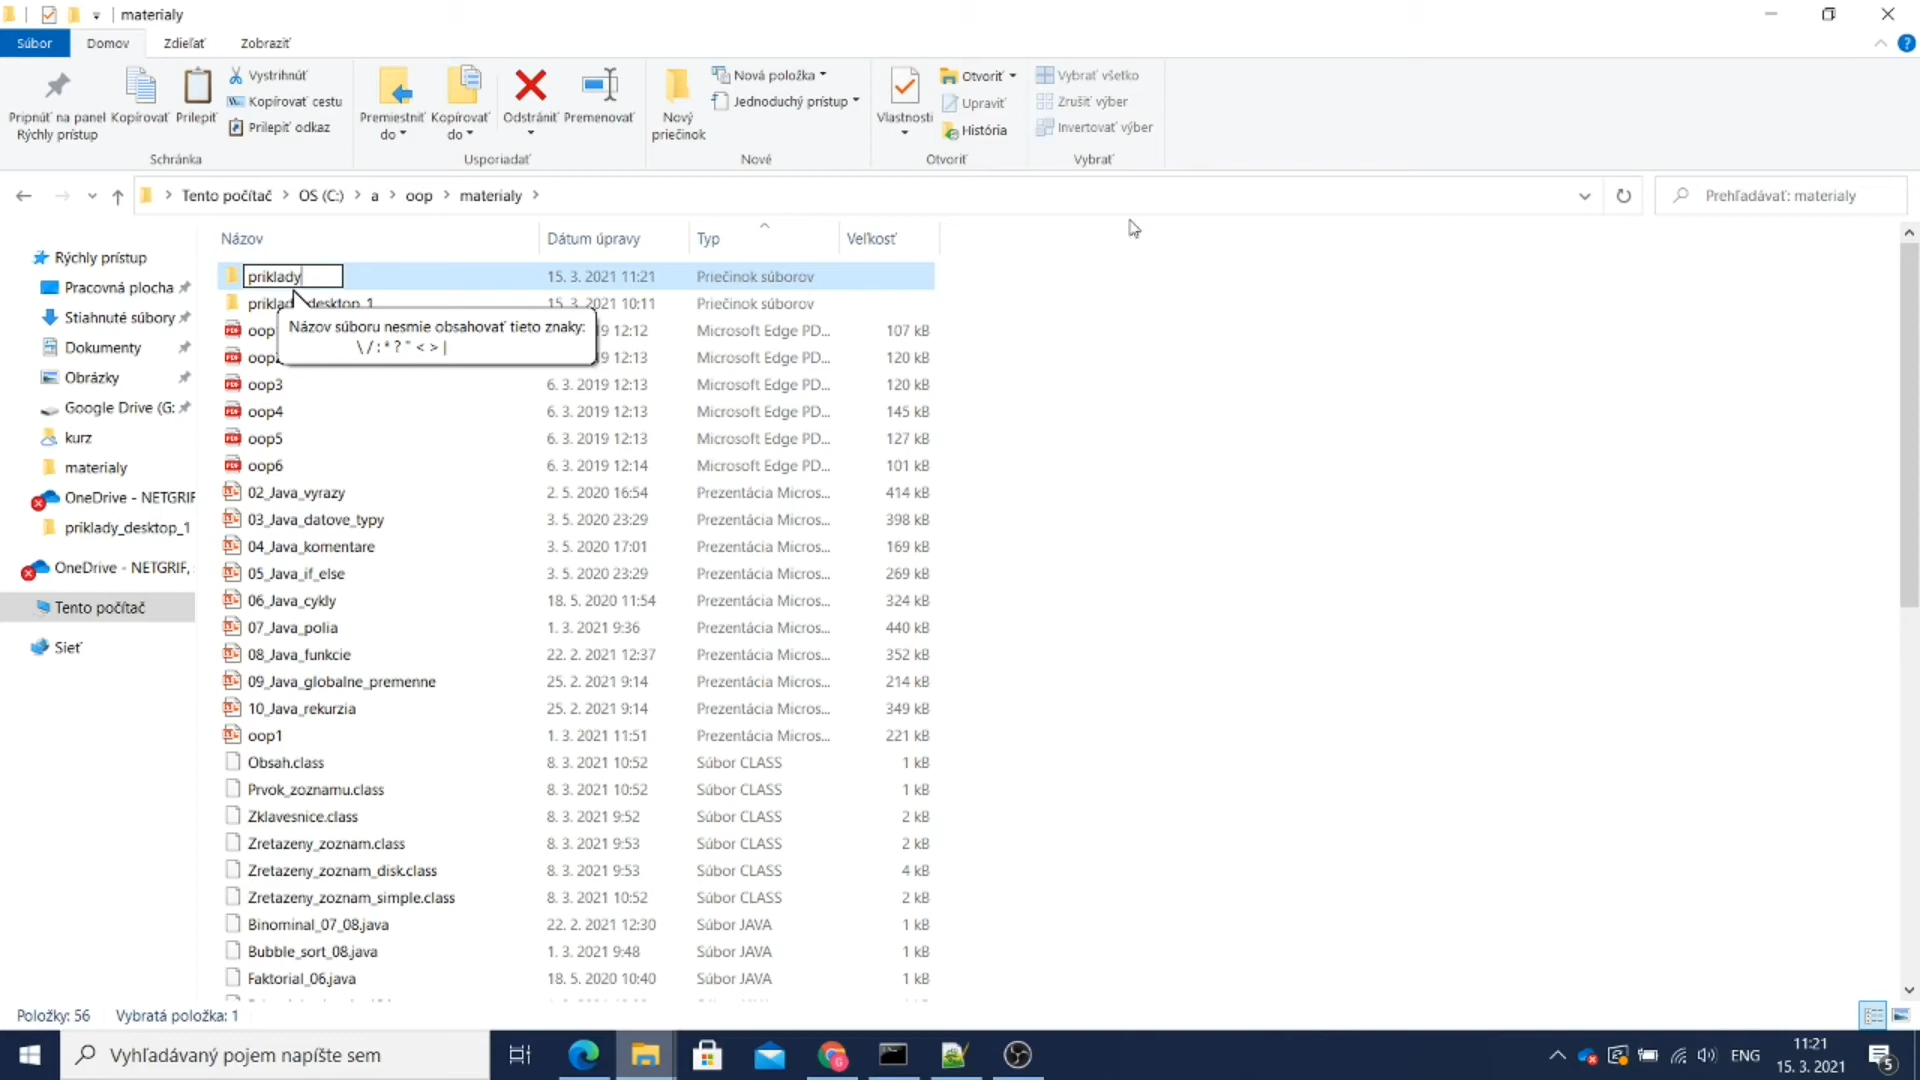 materialy
Súbor Domov Zdieľať Zobraziť
Pripnúť na panel Rýchly prístup
Kopírovať
Prilepiť
Vystrihnúť
Kopírovať cestu
Prilepiť odkaz
Schránka
Premiestniť do
Kopírovať do
Odstrániť
Premenovať
Usporiadať
Nový priečinok
Nová položka
Jednoduchý prístup
Nové
Vlastnosti
Otvoriť
Upraviť
História
Otvoriť
Vybrať všetko
Zrušiť výber
Invertovať výber
Vybrať
Tento počítač > OS (C:) > a > oop > materialy >
Prehľadávať: materialy
Rýchly prístup
Pracovná plocha
Stiahnuté súbory
Dokumenty
Obrázky
Google Drive (G:
kurz
materialy
OneDrive - NETGRIF
priklady_desktop_1
OneDrive - NETGRIF,
Tento počítač
Sieť
Názov Dátum úpravy Typ Veľkosť
priklady 15. 3. 2021 11:21 Priečinok súborov
priklady_desktop_1 15. 3. 2021 10:11 Priečinok súborov
Názov súboru nesmie obsahovať tieto znaky:
\ / : * ? " < > |
oop 9 12:12 Microsoft Edge PD... 107 kB
oop 9 12:13 Microsoft Edge PD... 120 kB
oop3 6. 3. 2019 12:13 Microsoft Edge PD... 120 kB
oop4 6. 3. 2019 12:13 Microsoft Edge PD... 145 kB
oop5 6. 3. 2019 12:13 Microsoft Edge PD... 127 kB
oop6 6. 3. 2019 12:14 Microsoft Edge PD... 101 kB
02_Java_vyrazy 2. 5. 2020 16:54 Prezentácia Micros... 414 kB
03_Java_datove_typy 3. 5. 2020 23:29 Prezentácia Micros... 398 kB
04_Java_komentare 3. 5. 2020 17:01 Prezentácia Micros... 169 kB
05_Java_if_else 3. 5. 2020 23:29 Prezentácia Micros... 269 kB
06_Java_cykly 18. 5. 2020 11:54 Prezentácia Micros... 324 kB
07_Java_polia 1. 3. 2021 9:36 Prezentácia Micros... 440 kB
08_Java_funkcie 22. 2. 2021 12:37 Prezentácia Micros... 352 kB
09_Java_globalne_premenne 25. 2. 2021 9:14 Prezentácia Micros... 214 kB
10_Java_rekurzia 25. 2. 2021 9:14 Prezentácia Micros... 349 kB
oop1 1. 3. 2021 11:51 Prezentácia Micros... 221 kB
Obsah.class 8. 3. 2021 10:52 Súbor CLASS 1 kB
Prvok_zoznamu.class 8. 3. 2021 10:52 Súbor CLASS 1 kB
Zklavesnice.class 8. 3. 2021 9:52 Súbor CLASS 2 kB
Zretazeny_zoznam.class 8. 3. 2021 9:53 Súbor CLASS 2 kB
Zretazeny_zoznam_disk.class 8. 3. 2021 9:53 Súbor CLASS 4 kB
Zretazeny_zoznam_simple.class 8. 3. 2021 10:52 Súbor CLASS 2 kB
Binominal_07_08.java 22. 2. 2021 12:30 Súbor JAVA 1 kB
Bubble_sort_08.java 1. 3. 2021 9:48 Súbor JAVA 1 kB
Faktorial_06.java 18. 5. 2020 10:40 Súbor JAVA 1 kB
Položky: 56 Vybratá položka: 1
Vyhľadávaný pojem napíšte sem
ENG
11:21
15. 3. 2021
5